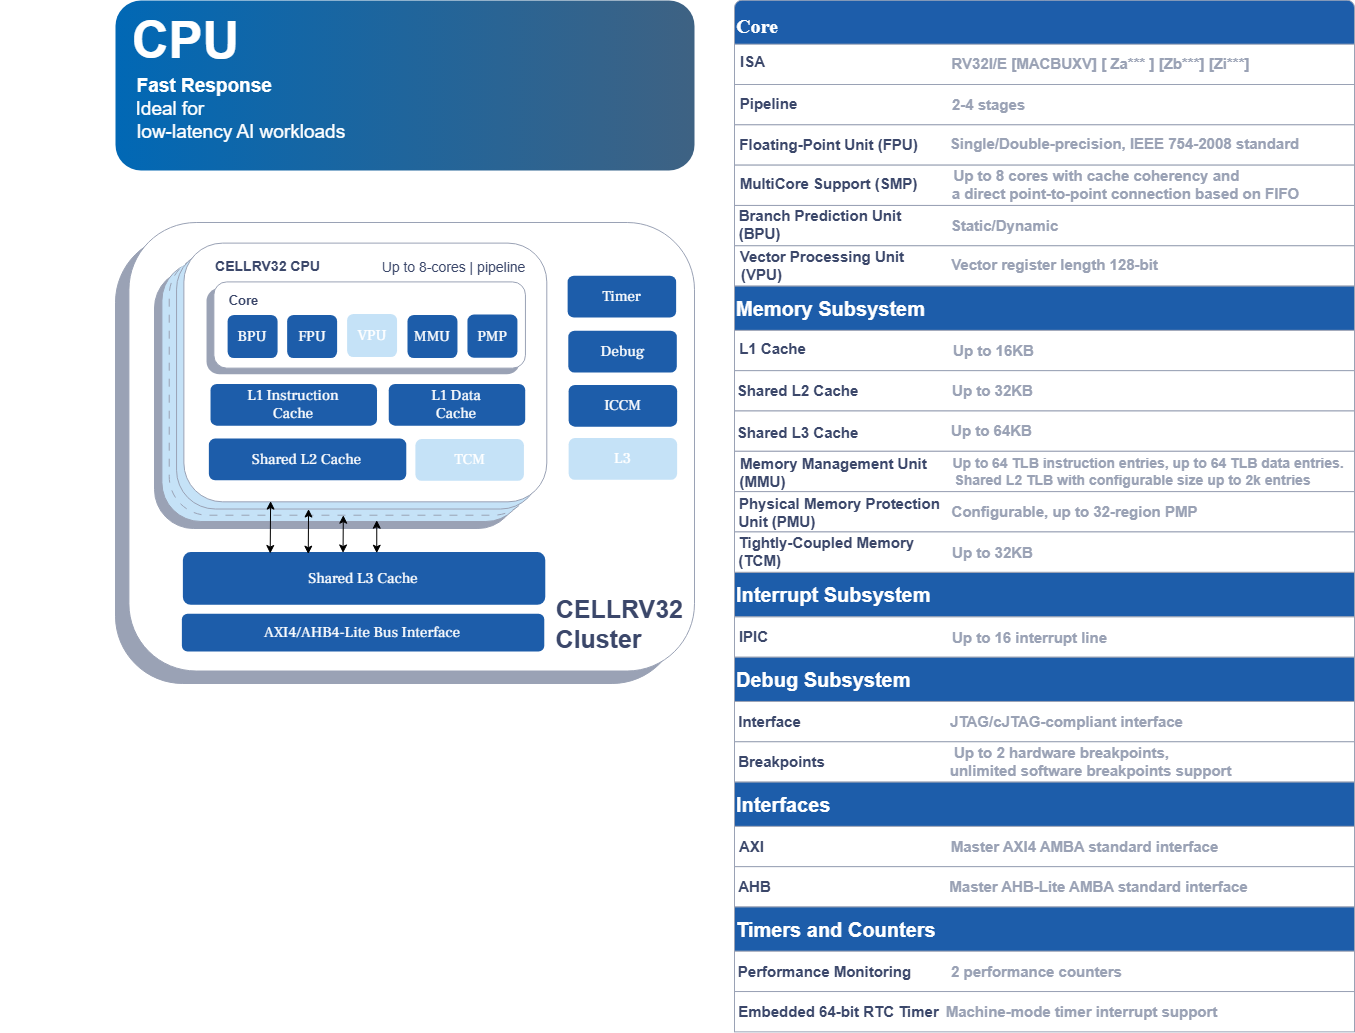 CPU
Fast Response
Ideal for
low-latency AI workloads
CELLRV32 CPU
Up to 8-cores | pipeline
Core
BPU
FPU
VPU
MMU
PMP
L1 Instruction
Cache
L1 Data
Cache
Shared L2 Cache
TCM
Timer
Debug
ICCM
L3
Shared L3 Cache
AXI4/AHB4-Lite Bus Interface
CELLRV32
Cluster
Core
ISA
RV32I/E [MACBUXV] [ Za*** ] [Zb***] [Zi***]
Pipeline
2-4 stages
Floating-Point Unit (FPU)
Single/Double-precision, IEEE 754-2008 standard
MultiCore Support (SMP)
Up to 8 cores with cache coherency and
a direct point-to-point connection based on FIFO
Branch Prediction Unit
(BPU)
Static/Dynamic
Vector Processing Unit
(VPU)
Vector register length 128-bit
Memory Subsystem
L1 Cache
Up to 16KB
Shared L2 Cache
Up to 32KB
Shared L3 Cache
Up to 64KB
Memory Management Unit
(MMU)
Up to 64 TLB instruction entries, up to 64 TLB data entries.
Shared L2 TLB with configurable size up to 2k entries
Physical Memory Protection
Unit (PMU)
Configurable, up to 32-region PMP
Tightly-Coupled Memory
(TCM)
Up to 32KB
Interrupt Subsystem
IPIC
Up to 16 interrupt line
Debug Subsystem
Interface
JTAG/cJTAG-compliant interface
Breakpoints
Up to 2 hardware breakpoints,
unlimited software breakpoints support
Interfaces
AXI
Master AXI4 AMBA standard interface
AHB
Master AHB-Lite AMBA standard interface
Timers and Counters
Performance Monitoring
2 performance counters
Embedded 64-bit RTC Timer
Machine-mode timer interrupt support